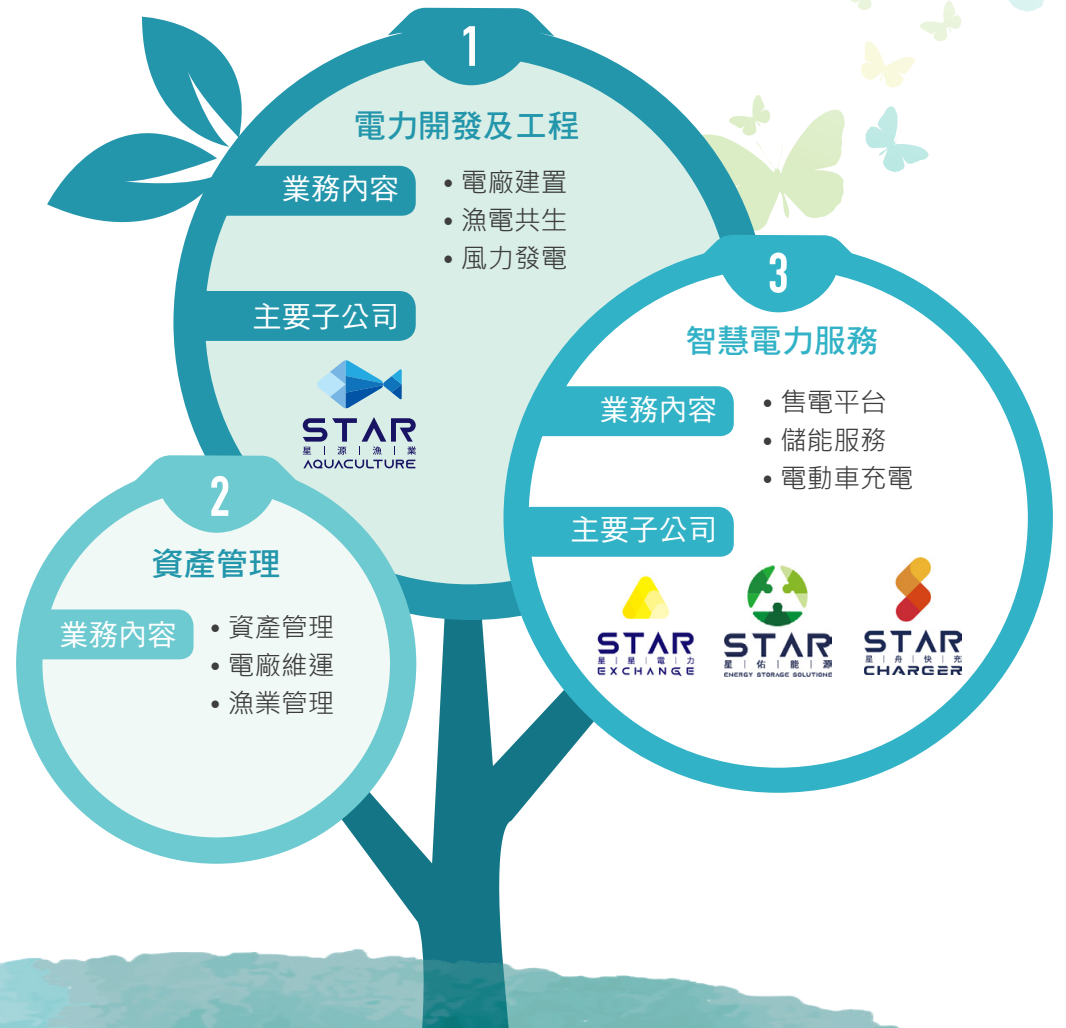 1
電力開發及工程
業務內容
• 電廠建置
• 漁電共生
• 風力發電
主要子公司
STAR
星|源|漁|業
AQUACULTURE
2
資產管理
業務內容
• 資產管理
• 電廠維運
• 漁業管理
3
智慧電力服務
業務內容
• 售電平台
• 儲能服務
• 電動車充電
主要子公司
STAR
星|星|電|力
EXCHANGE
STAR
星|佑|能|源
ENERGY STORAGE SOLUTIONS
STAR
星|舟|快|充
CHARGER